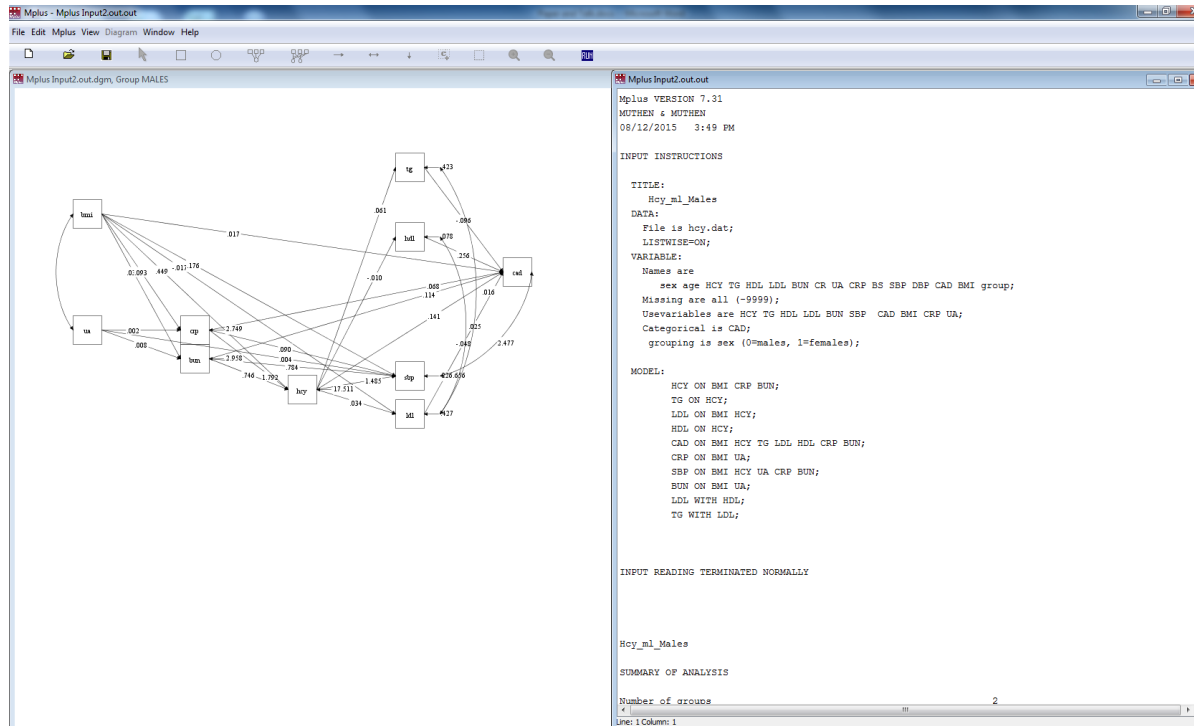 Mplus - Mplus Input2.out.out
File Edit Mplus View Diagram Window Help
RUN
Mplus Input2.out.dgm, Group MALES
tg
.423
bmi
.061
-.096
hdl
.078
.017
.256
cad
-.010
.093
.449
-.017
.176
.068
.016
.114
ua
.002
crp
2.749
.141
.025
.008
bun
.090
-.048
2.958
.004
2.477
.784
.746
1.792
hcy
1.485
sbp
17.511
.034
ldl
.427
Mplus Input2.out.out
Mplus VERSION 7.31
MUTHEN & MUTHEN
08/12/2015 3:49 PM
INPUT INSTRUCTIONS
TITLE:
Hcy_ml_Males
DATA:
File is hcy.dat;
LISTWISE=ON;
VARIABLE:
Names are
sex age HCY TG HDL LDL BUN CR UA CRP BS SBP DBP CAD BMI group;
Missing are all (-9999);
Usevariables are HCY TG HDL LDL BUN SBP CAD BMI CRP UA;
Categorical is CAD;
grouping is sex (0=males, 1=females);
MODEL:
HCY ON BMI CRP BUN;
TG ON HCY;
LDL ON BMI HCY;
HDL ON HCY;
CAD ON BMI HCY TG LDL HDL CRP BUN;
CRP ON BMI UA;
SBP ON BMI HCY UA CRP BUN;
BUN ON BMI UA;
LDL WITH HDL;
TG WITH LDL;
INPUT READING TERMINATED NORMALLY
Hcy_ml_Males
SUMMARY OF ANALYSIS
Number of groups 2
Line: 1 Column: 1